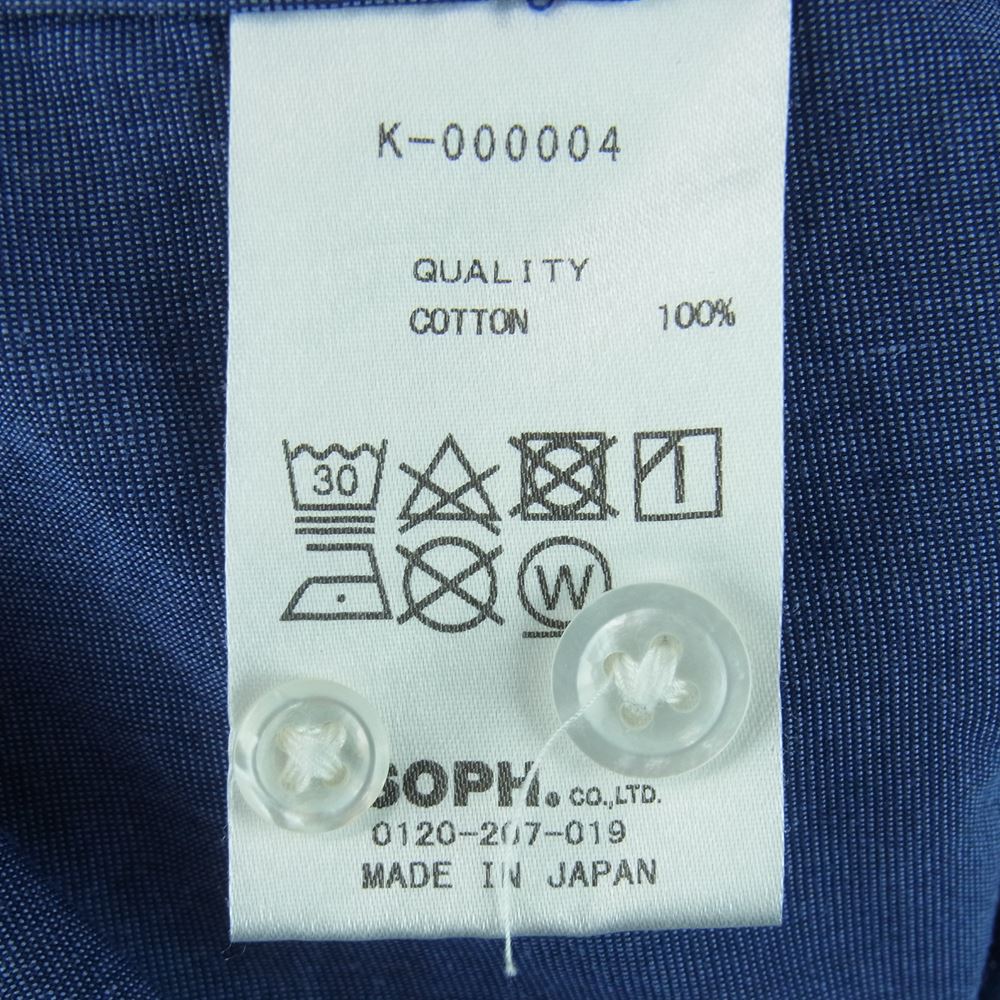 K-000004
QUALITY
COTTON 100%
30
W
SOPH. CO.,LTD.
0120-207-019
MADE IN JAPAN